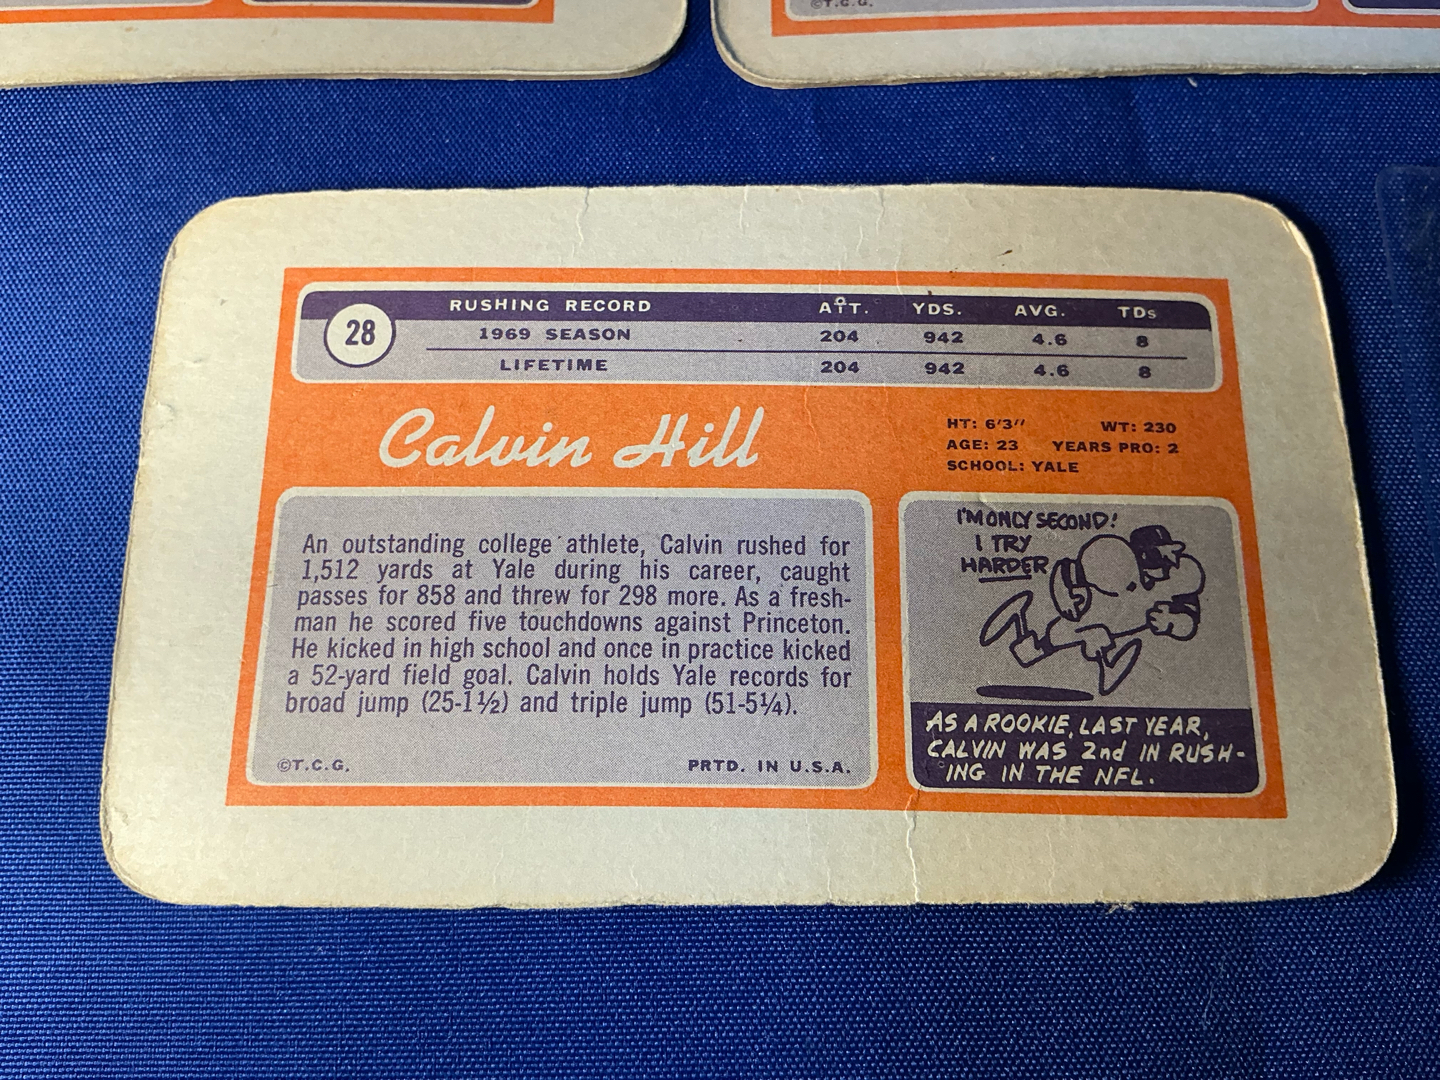 ©T.C.G.
28
RUSHING RECORD ATT. YDS. AVG. TDs
1969 SEASON 204 942 4.6 8
LIFETIME 204 942 4.6 8
Calvin Hill
HT: 6'3" WT: 230
AGE: 23 YEARS PRO: 2
SCHOOL: YALE
An outstanding college athlete, Calvin rushed for
1,512 yards at Yale during his career, caught
passes for 858 and threw for 298 more. As a fresh-
man he scored five touchdowns against Princeton.
He kicked in high school and once in practice kicked
a 52-yard field goal. Calvin holds Yale records for
broad jump (25-1½) and triple jump (51-5¼).
©T.C.G. PRTD. IN U.S.A.
I'M ONLY SECOND!
I TRY
HARDER
AS A ROOKIE, LAST YEAR,
CALVIN WAS 2nd IN RUSH-
ING IN THE NFL.